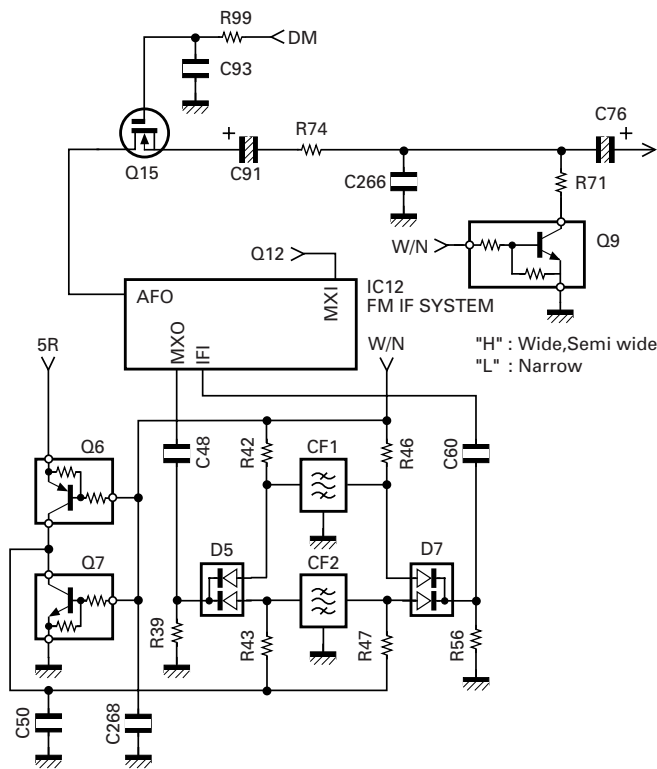 R99
DM
C93
C76
R74
Q15
C91
C266
R71
W/N
Q9
Q12
AFO
MXI
IC12
FM IF SYSTEM
MXO
IFI
"H" : Wide,Semi wide
"L" : Narrow
5R
W/N
Q6
C48
R42
CF1
R46
C60
Q7
D5
CF2
D7
R39
R43
R47
R56
C50
C268